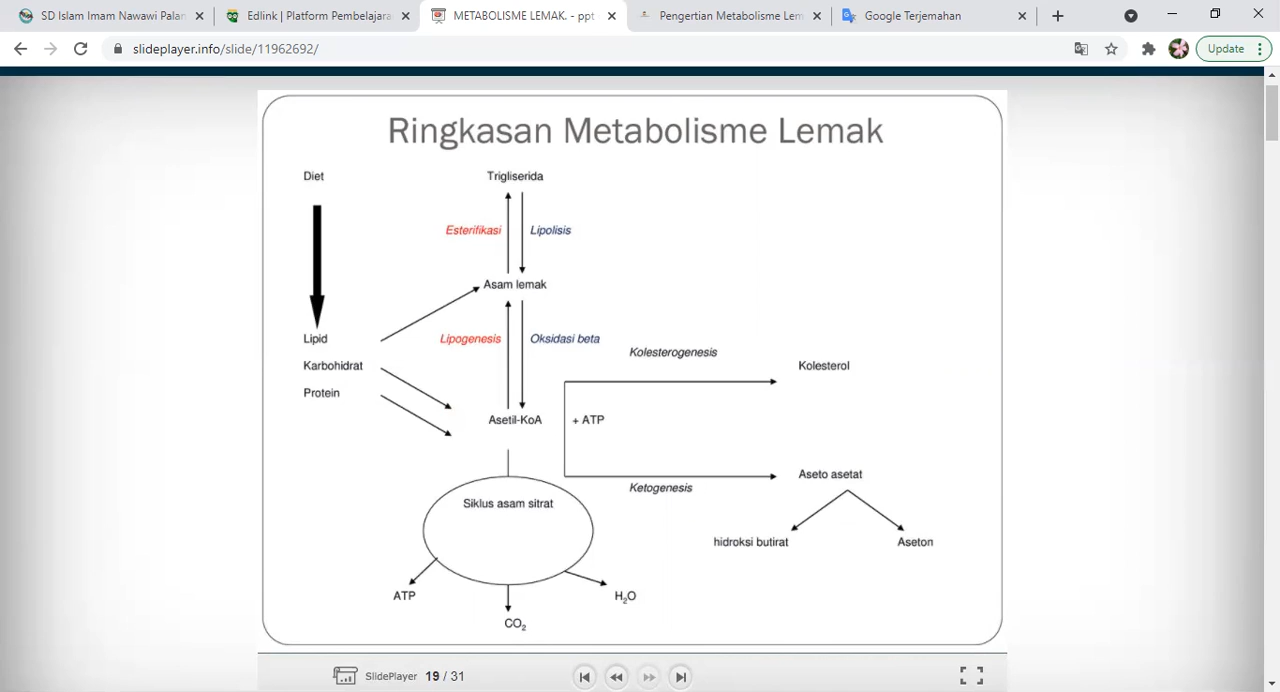 SD Islam Imam Nawawi Palan
Edlink | Platform Pembelajara
METABOLISME LEMAK. - ppt
Pengertian Metabolisme Lem
Google Terjemahan
slideplayer.info/slide/11962692/
Update
Ringkasan Metabolisme Lemak
Diet
Trigliserida
Esterifikasi
Lipolisis
Asam lemak
Lipid
Lipogenesis
Oksidasi beta
Kolesterogenesis
Karbohidrat
Kolesterol
Protein
Asetil-KoA
+ ATP
Aseto asetat
Ketogenesis
Siklus asam sitrat
hidroksi butirat
Aseton
ATP
H₂O
CO₂
SlidePlayer
19 / 31